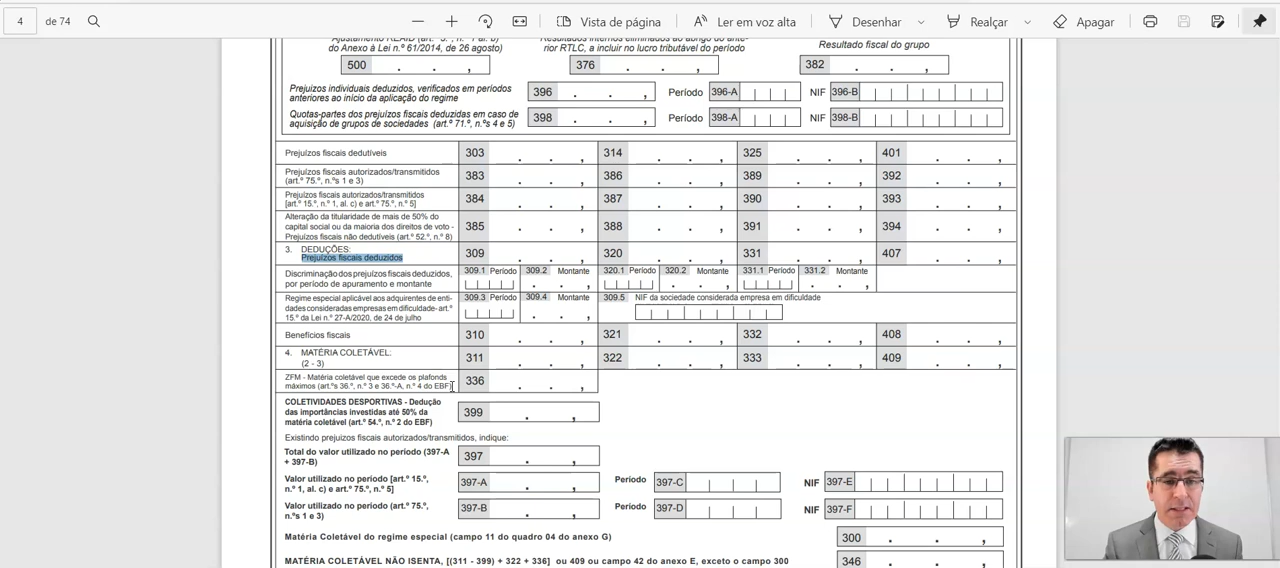 4 de 74 Vista de página Ler em voz alta Desenhar Realçar Apagar
do Anexo à Lei n.º 61/2014, de 26 agosto)
rior RTLC, a incluir no lucro tributável do período
Resultado fiscal do grupo
500 . . , 376 . . , 382 . . ,
Prejuízos individuais deduzidos, verificados em períodos
anteriores ao início da aplicação do regime
396 . . , Período 396-A NIF 396-B
Quotas-partes dos prejuízos fiscais deduzidas em caso de
aquisição de grupos de sociedades (art.º 71.º, n.ºs 4 e 5)
398 . . , Período 398-A NIF 398-B
Prejuízos fiscais dedutíveis 303 . . , 314 . . , 325 . . , 401 . . ,
Prejuízos fiscais autorizados/transmitidos
(art.º 75.º, n.ºs 1 e 3)
383 . . , 386 . . , 389 . . , 392 . . ,
Prejuízos fiscais autorizados/transmitidos
[art.º 15.º, n.º 1, al. c) e art.º 75.º, n.º 5]
384 . . , 387 . . , 390 . . , 393 . . ,
Alteração da titularidade de mais de 50% do
capital social ou da maioria dos direitos de voto -
Prejuízos fiscais não dedutíveis (art.º 52.º, n.º 8)
385 . . , 388 . . , 391 . . , 394 . . ,
3. DEDUÇÕES:
Prejuízos fiscais deduzidos
309 . . , 320 . . , 331 . . , 407 . . ,
Discriminação dos prejuízos fiscais deduzidos,
por período de apuramento e montante
309.1 Período 309.2 Montante 320.1 Período 320.2 Montante 331.1 Período 331.2 Montante
Regime especial aplicável aos adquirentes de enti-
dades consideradas empresas em dificuldade- art.º
15.º da Lei n.º 27-A/2020, de 24 de julho
309.3 Período 309.4 Montante 309.5 NIF da sociedade considerada empresa em dificuldade
Benefícios fiscais 310 . . , 321 . . , 332 . . , 408 . . ,
4. MATÉRIA COLETÁVEL:
(2 - 3)
311 . . , 322 . . , 333 . . , 409 . . ,
ZFM - Matéria coletável que excede os plafonds
máximos (art.ºs 36.º, n.º 3 e 36.º-A, n.º 4 do EBF)
336 . . ,
COLETIVIDADES DESPORTIVAS - Dedução
das importâncias investidas até 50% da
matéria coletável (art.º 54.º, n.º 2 do EBF)
399 . ,
Existindo prejuizos fiscais autorizados/transmitidos, indique:
Total do valor utilizado no período (397-A
+ 397-B)
397 . ,
Valor utilizado no período [art.º 15.º,
n.º 1, al. c) e art.º 75.º, n.º 5]
397-A . , Período 397-C NIF 397-E
Valor utilizado no período (art.º 75.º,
n.ºs 1 e 3)
397-B . , Período 397-D NIF 397-F
Matéria Coletável do regime especial (campo 11 do quadro 04 do anexo G) 300 . . ,
MATÉRIA COLETÁVEL NÃO ISENTA, [(311 - 399) + 322 + 336] ou 409 ou campo 42 do anexo E, exceto o campo 300 346 . . ,